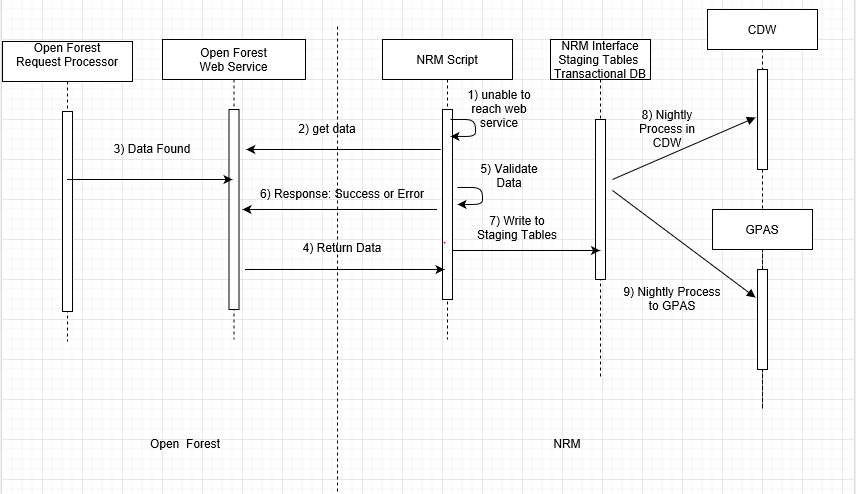 Open Forest
Request Processor
Open Forest
Web Service
NRM Script
NRM Interface
Staging Tables
Transactional DB
CDW
1) unable to
reach web
service
2) get data
3) Data Found
8) Nightly
Process in
CDW
5) Validate
Data
6) Response: Success or Error
7) Write to
Staging Tables
GPAS
4) Return Data
9) Nightly Process
to GPAS
Open Forest
NRM